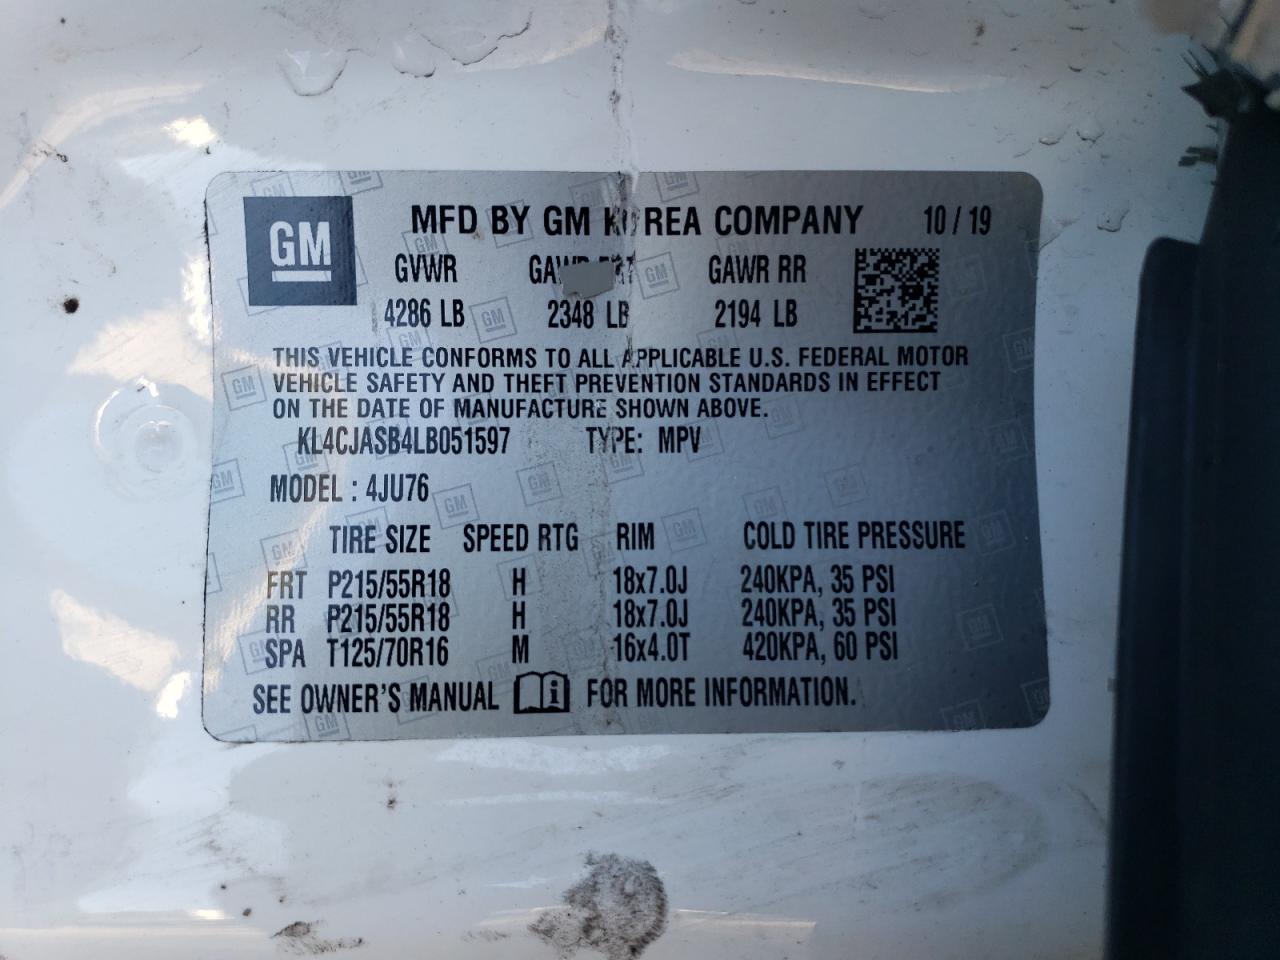 GM
MFD BY GM KOREA COMPANY 10 / 19
GVWR GAWR FRT GAWR RR
4286 LB 2348 LB 2194 LB
THIS VEHICLE CONFORMS TO ALL APPLICABLE U.S. FEDERAL MOTOR
VEHICLE SAFETY AND THEFT PREVENTION STANDARDS IN EFFECT
ON THE DATE OF MANUFACTURE SHOWN ABOVE.
KL4CJASB4LB051597 TYPE: MPV
MODEL : 4JU76
TIRE SIZE SPEED RTG RIM COLD TIRE PRESSURE
FRT P215/55R18 H 18x7.0J 240KPA, 35 PSI
RR P215/55R18 H 18x7.0J 240KPA, 35 PSI
SPA T125/70R16 M 16x4.0T 420KPA, 60 PSI
SEE OWNER'S MANUAL i FOR MORE INFORMATION.